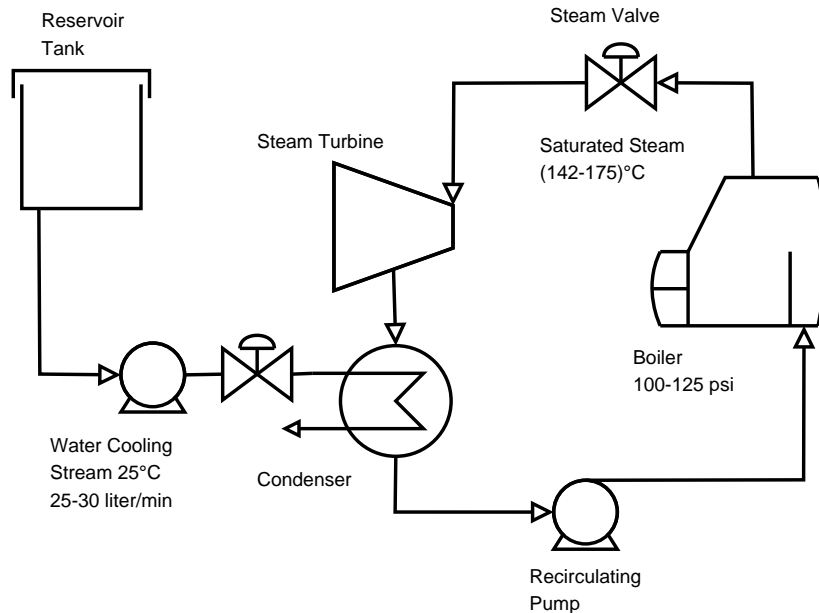 Reservoir
Tank
Steam Valve
Steam Turbine
Saturated Steam
(142-175)°C
Boiler
100-125 psi
Water Cooling
Stream 25°C
25-30 liter/min
Condenser
Recirculating
Pump